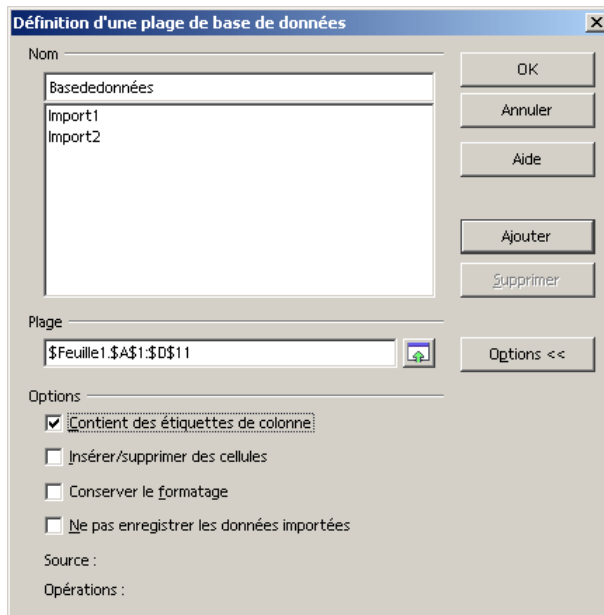 Définition d'une plage de base de données
Nom
Basededonnées
Import1
Import2
OK
Annuler
Aide
Ajouter
Supprimer
Plage
$Feuille1.$A$1:$D$11
Options <<
Options
Contient des étiquettes de colonne
Insérer/supprimer des cellules
Conserver le formatage
Ne pas enregistrer les données importées
Source :
Opérations :